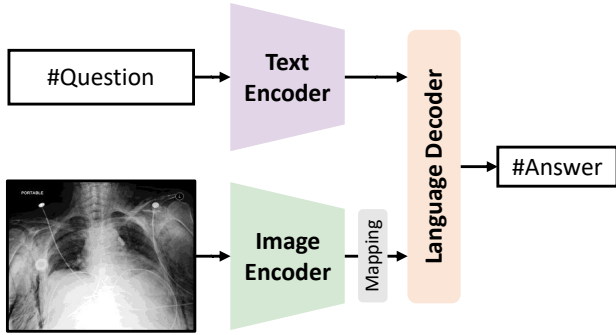 #Question
Text
Encoder
Language Decoder
#Answer
PORTABLE
Image
Encoder
Mapping